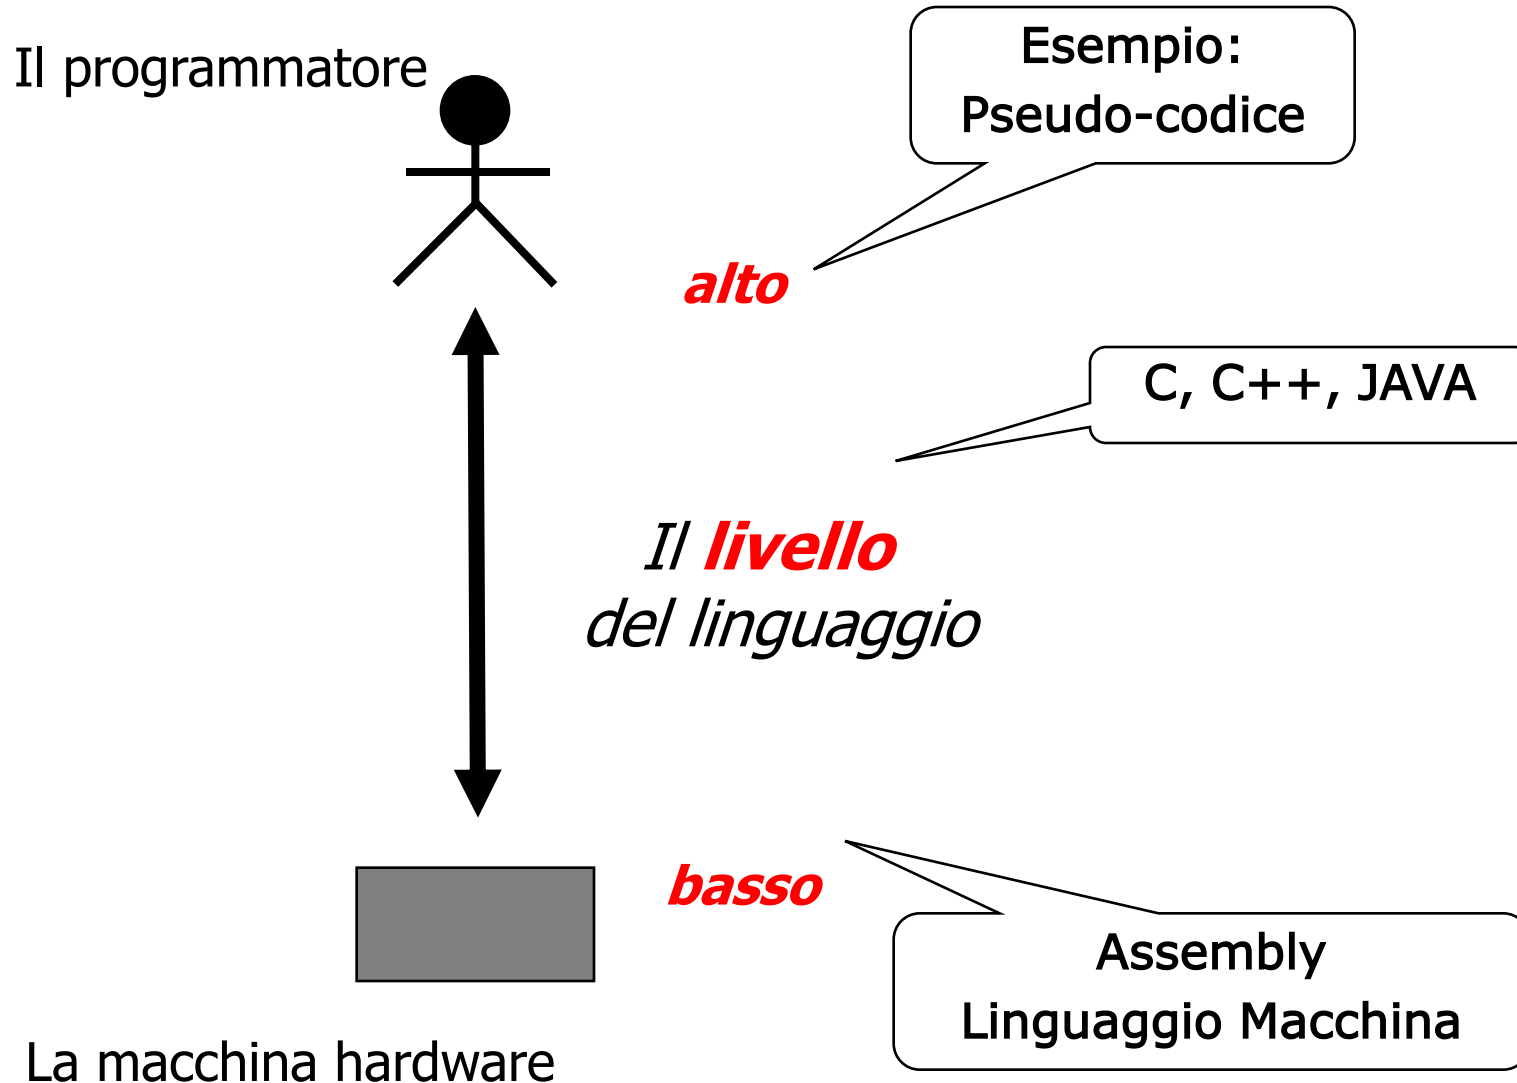 Il programmatore
Esempio:
Pseudo-codice
alto
C, C++, JAVA
Il livello
del linguaggio
basso
Assembly
Linguaggio Macchina
La macchina hardware